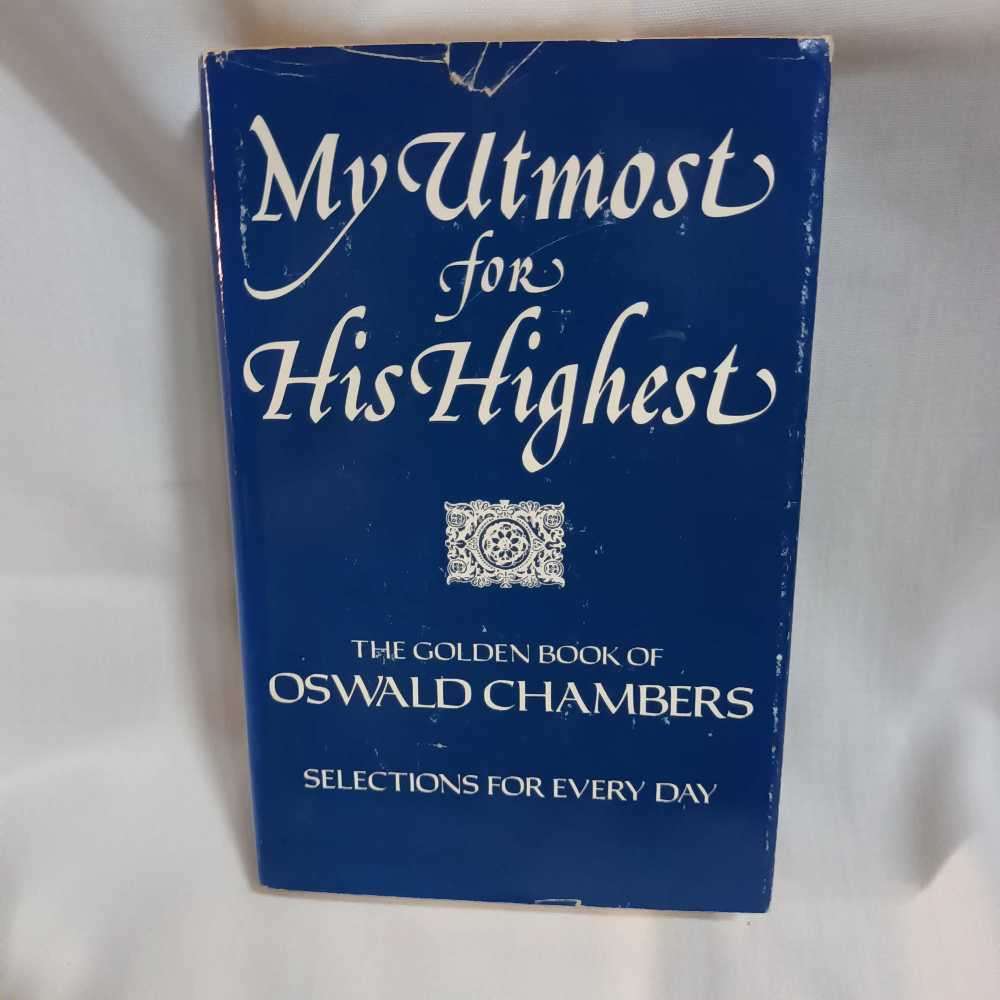 My Utmost
for
His Highest
THE GOLDEN BOOK OF
OSWALD CHAMBERS
SELECTIONS FOR EVERY DAY